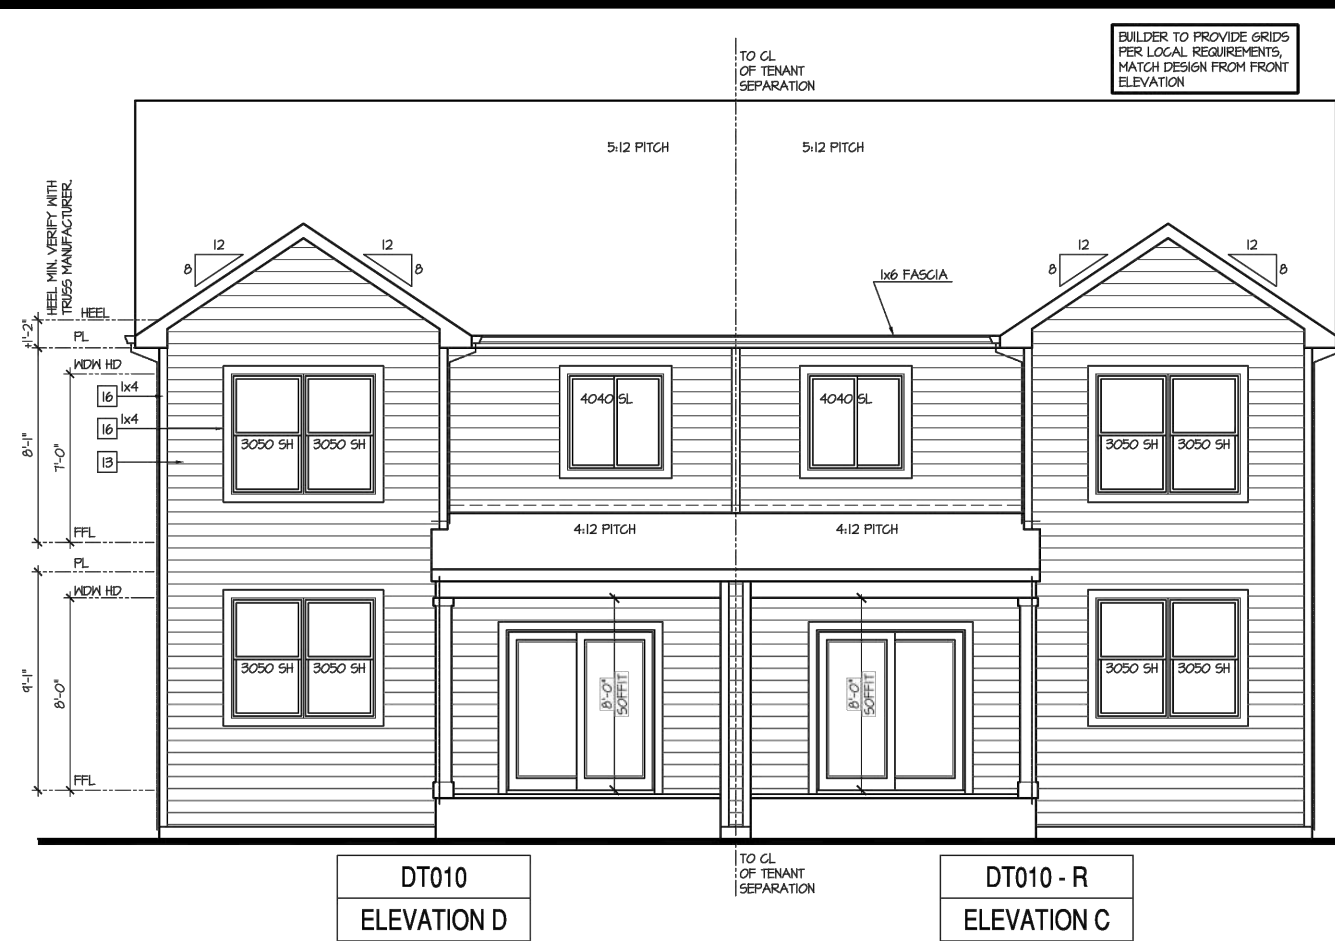 BUILDER TO PROVIDE GRIDS
PER LOCAL REQUIREMENTS,
MATCH DESIGN FROM FRONT
ELEVATION
TO CL
OF TENANT
SEPARATION
5:12 PITCH
5:12 PITCH
HEEL MIN. VERIFY WITH
TRUSS MANUFACTURER.
12
8
12
8
12
8
12
8
1x6 FASCIA
HEEL
±1'-2"
PL
WDW HD
1x4
16
1x4
16
13
8'-1"
7'-0"
3050 SH
3050 SH
4040 SL
4040 SL
3050 SH
3050 SH
FFL
4:12 PITCH
4:12 PITCH
PL
WDW HD
9'-1"
8'-0"
3050 SH
3050 SH
8'-0"
SOFFIT
8'-0"
SOFFIT
3050 SH
3050 SH
FFL
TO CL
OF TENANT
SEPARATION
DT010
ELEVATION D
DT010 - R
ELEVATION C